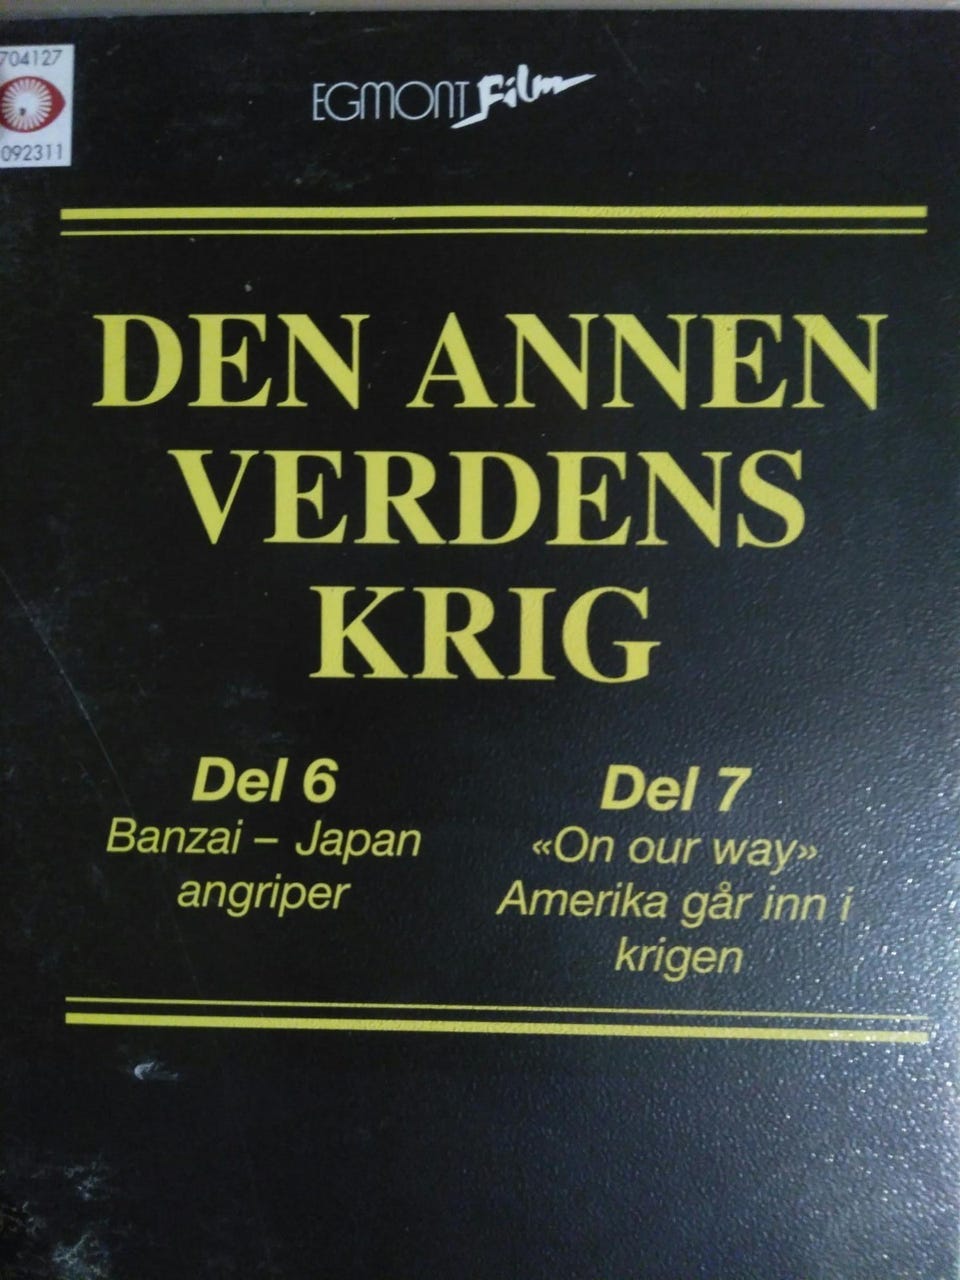 704127
092311
EGMONT Film
DEN ANNEN
VERDENS
KRIG
Del 6
Banzai – Japan
angriper
Del 7
«On our way»
Amerika går inn i
krigen